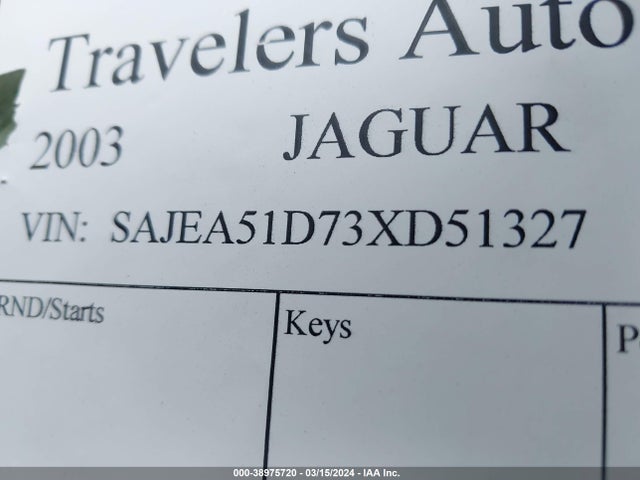 Travelers Auto
2003 JAGUAR
VIN: SAJEA51D73XD51327
RND/Starts Keys
000-38975720 - 03/15/2024 - IAA Inc.